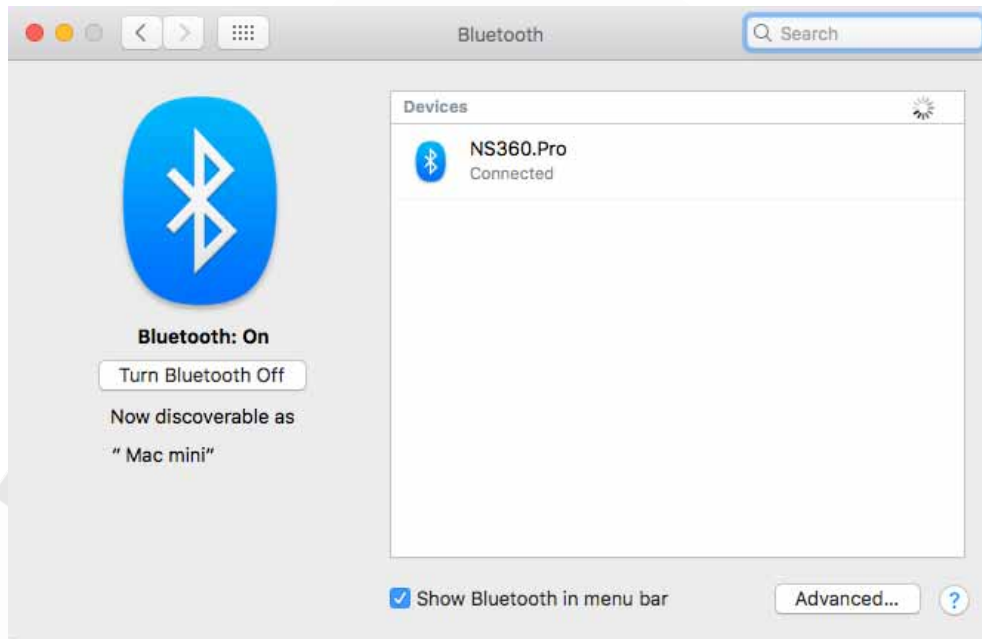 Bluetooth
Search
Devices
NS360.Pro
Connected
Bluetooth: On
Turn Bluetooth Off
Now discoverable as
“ Mac mini”
Show Bluetooth in menu bar
Advanced...
?